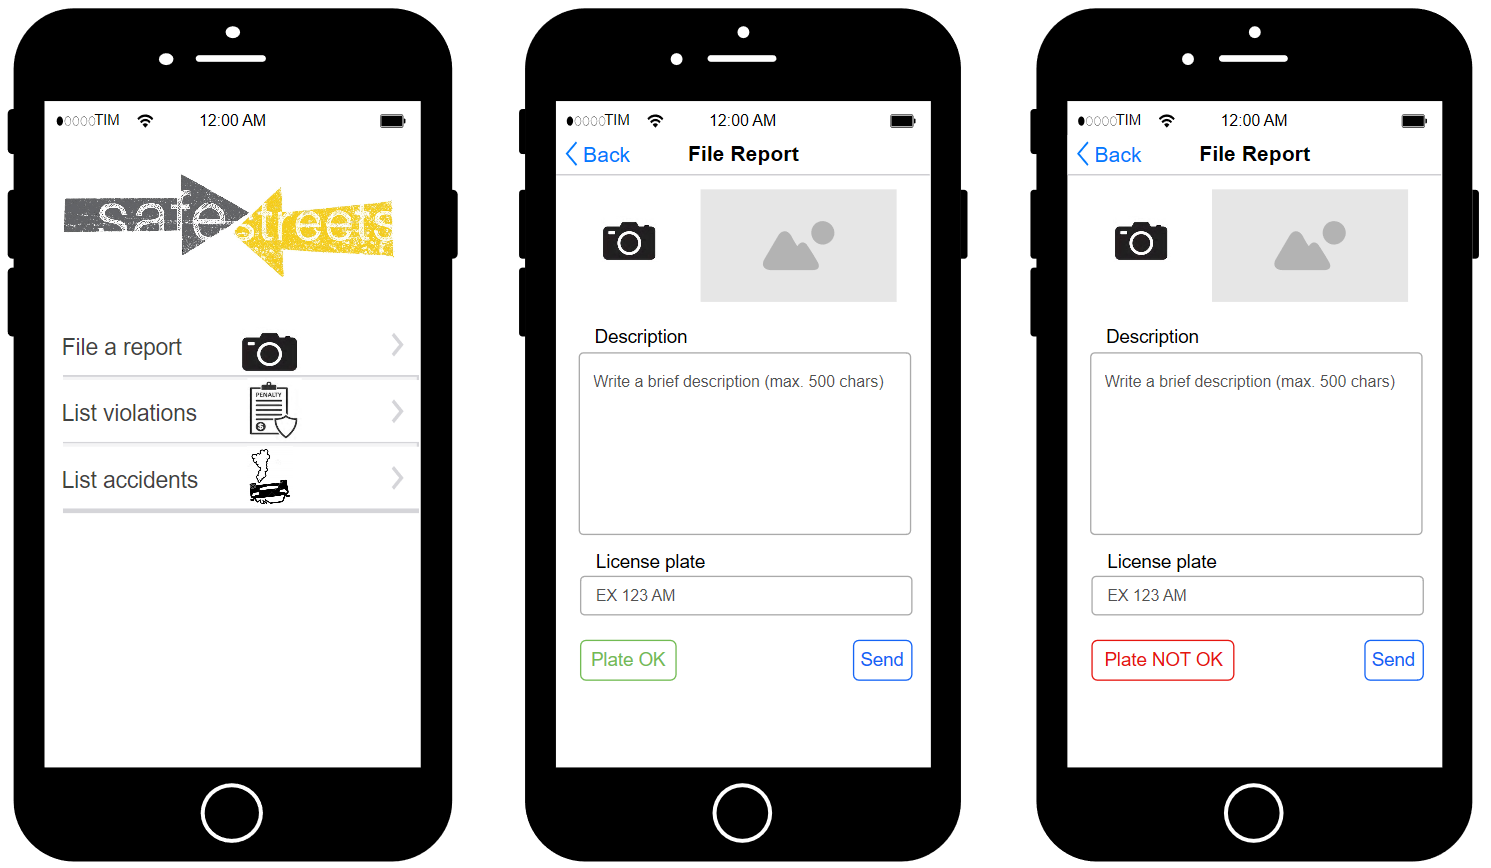 TIM 12:00 AM
safestreets
File a report
List violations
PENALTY
$
List accidents
TIM 12:00 AM
Back File Report
Description
Write a brief description (max. 500 chars)
License plate
EX 123 AM
Plate OK Send
TIM 12:00 AM
Back File Report
Description
Write a brief description (max. 500 chars)
License plate
EX 123 AM
Plate NOT OK Send